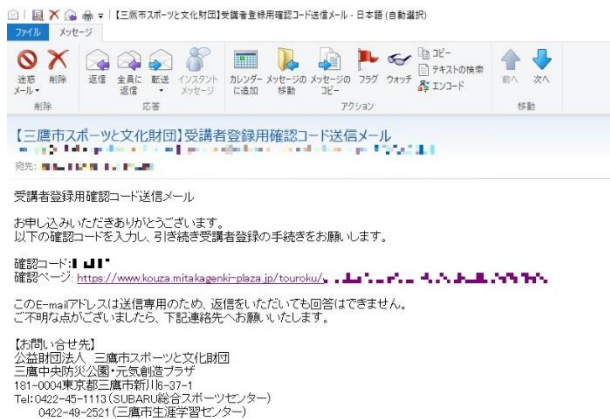 【三鷹市スポーツと文化財団】受講者登録用確認コード送信メール - 日本語 (自動選択)
ファイル メッセージ
迷惑メール 削除 返信 全員に返信 転送 インスタント メッセージ カレンダーに追加 メッセージの移動 メッセージのコピー フラグ ウォッチ
コピー
テキストの検索
エンコード
前へ 次へ
削除 応答 アクション 移動
【三鷹市スポーツと文化財団】受講者登録用確認コード送信メール
宛先:
受講者登録用確認コード送信メール
お申し込みいただきありがとうございます。
以下の確認コードを入力し、引き続き受講者登録の手続きをお願いします。
確認コード:
確認ページ: https://www.kouza.mitakagenki-plaza.jp/touroku/
このE-mailアドレスは送信専用のため、返信をいただいても回答はできません。
ご不明な点がございましたら、下記連絡先へお願いいたします。
【お問い合せ先】
公益財団法人 三鷹市スポーツと文化財団
三鷹中央防災公園・元気創造プラザ
181-0004東京都三鷹市新川6-37-1
Tel:0422-45-1113(SUBARU総合スポーツセンター)
0422-49-2521(三鷹市生涯学習センター)